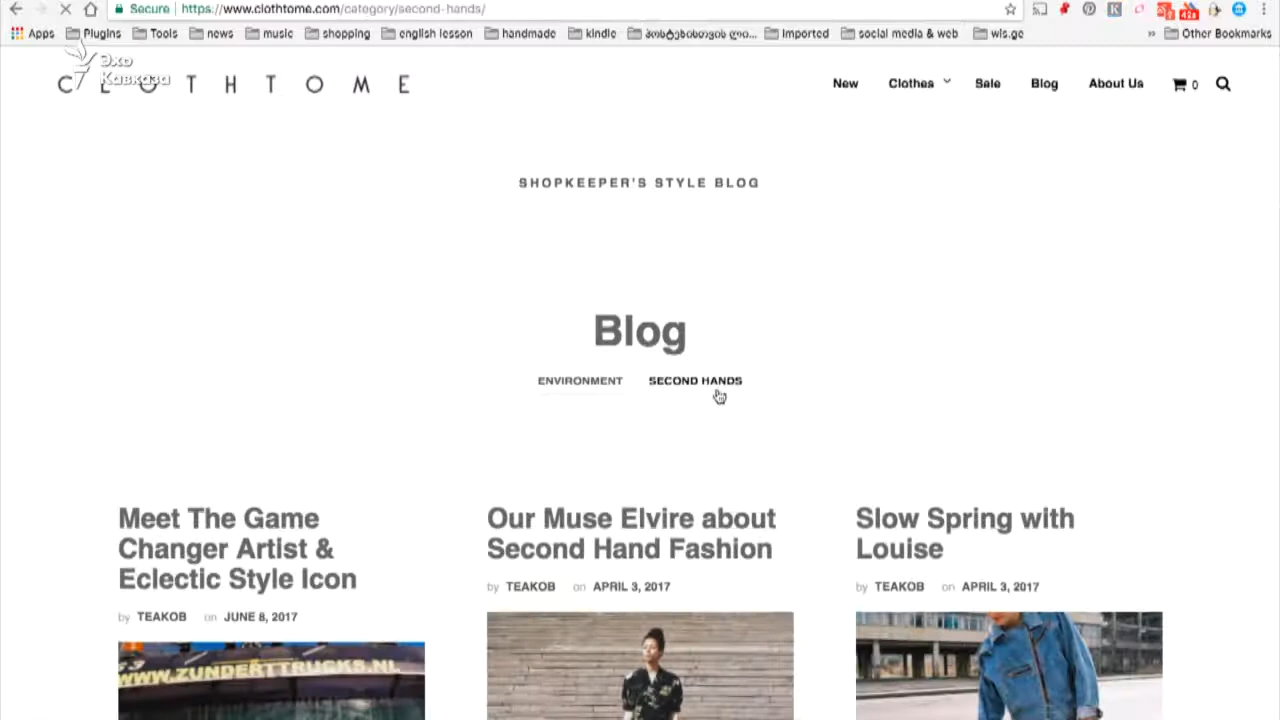 Secure https://www.clothtome.com/category/second-hands/
Apps Plugins Tools news music shopping english lesson handmade kindle Imported social media & web wis.ge » Other Bookmarks
Эхо
Кавказа
CLOTHTOME
New Clothes Sale Blog About Us 0
SHOPKEEPER'S STYLE BLOG
Blog
ENVIRONMENT SECOND HANDS
Meet The Game
Changer Artist &
Eclectic Style Icon
by TEAKOB on JUNE 8, 2017
WWW.ZUNDERTTRUCKS.NL
Our Muse Elvire about
Second Hand Fashion
by TEAKOB on APRIL 3, 2017
Slow Spring with
Louise
by TEAKOB on APRIL 3, 2017